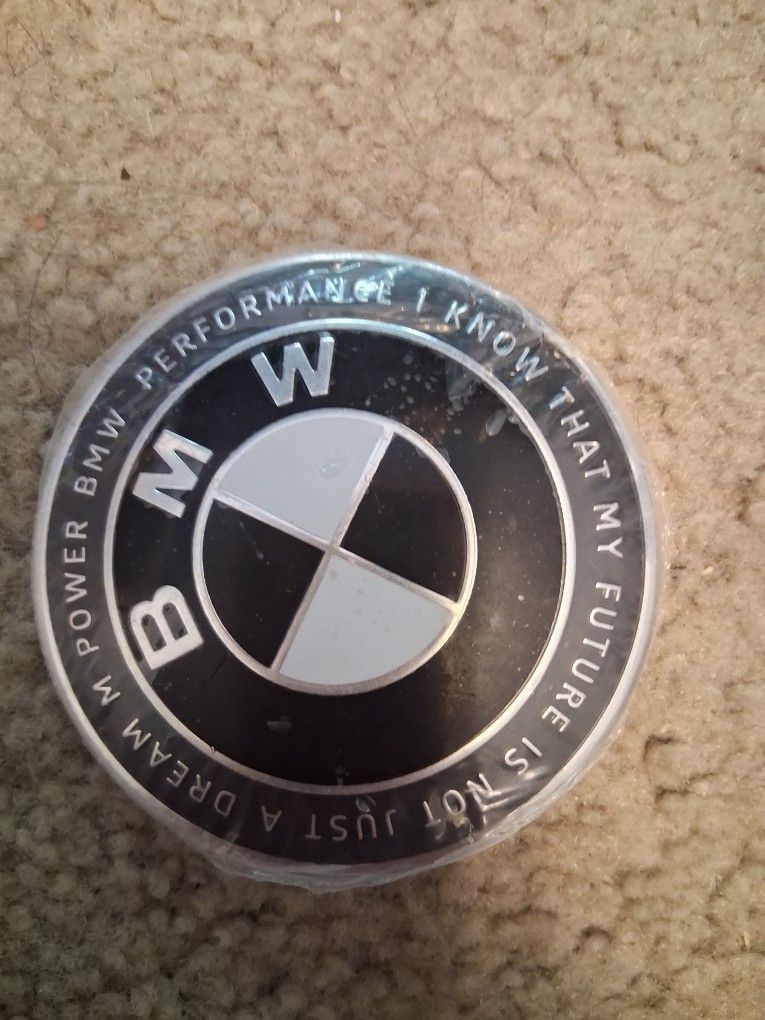 BMW
M POWER BMW PERFORMANCE I KNOW THAT MY FUTURE IS NOT JUST A DREAM